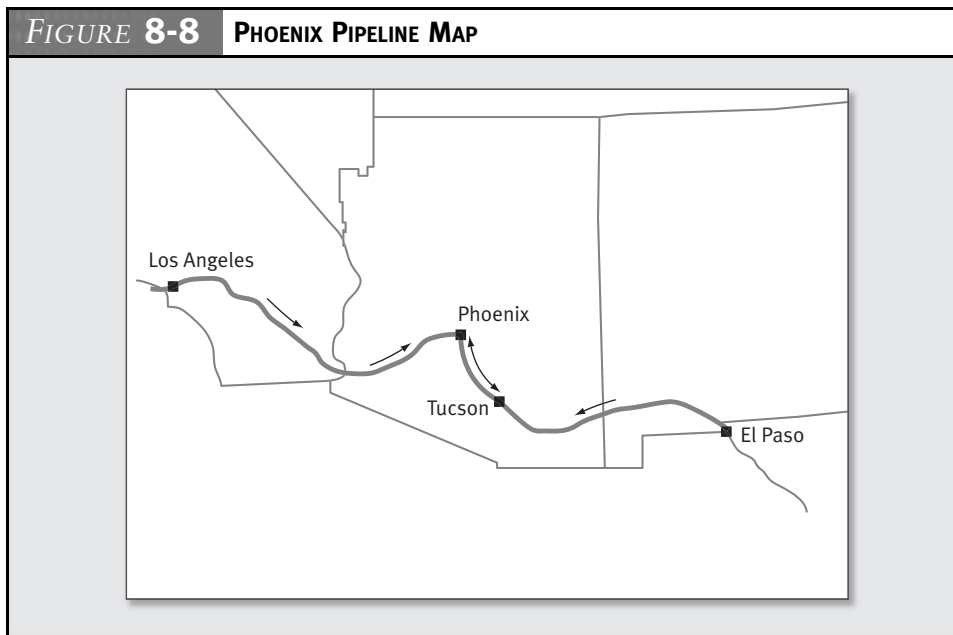 FIGURE 8-8 PHOENIX PIPELINE MAP
Los Angeles
Phoenix
Tucson
El Paso